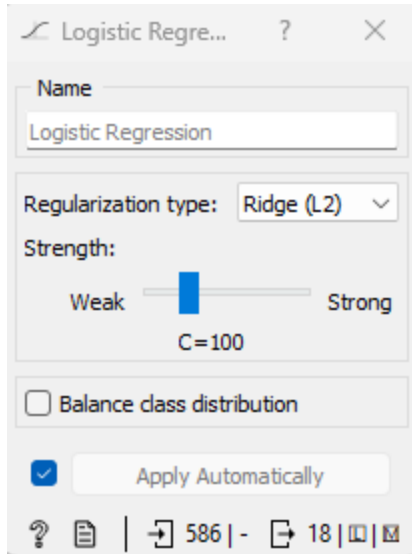 Logistic Regre... ? ×
Name
Logistic Regression
Regularization type: Ridge (L2)
Strength:
Weak Strong
C=100
Balance class distribution
Apply Automatically
? | 586 | - 18 | L | M